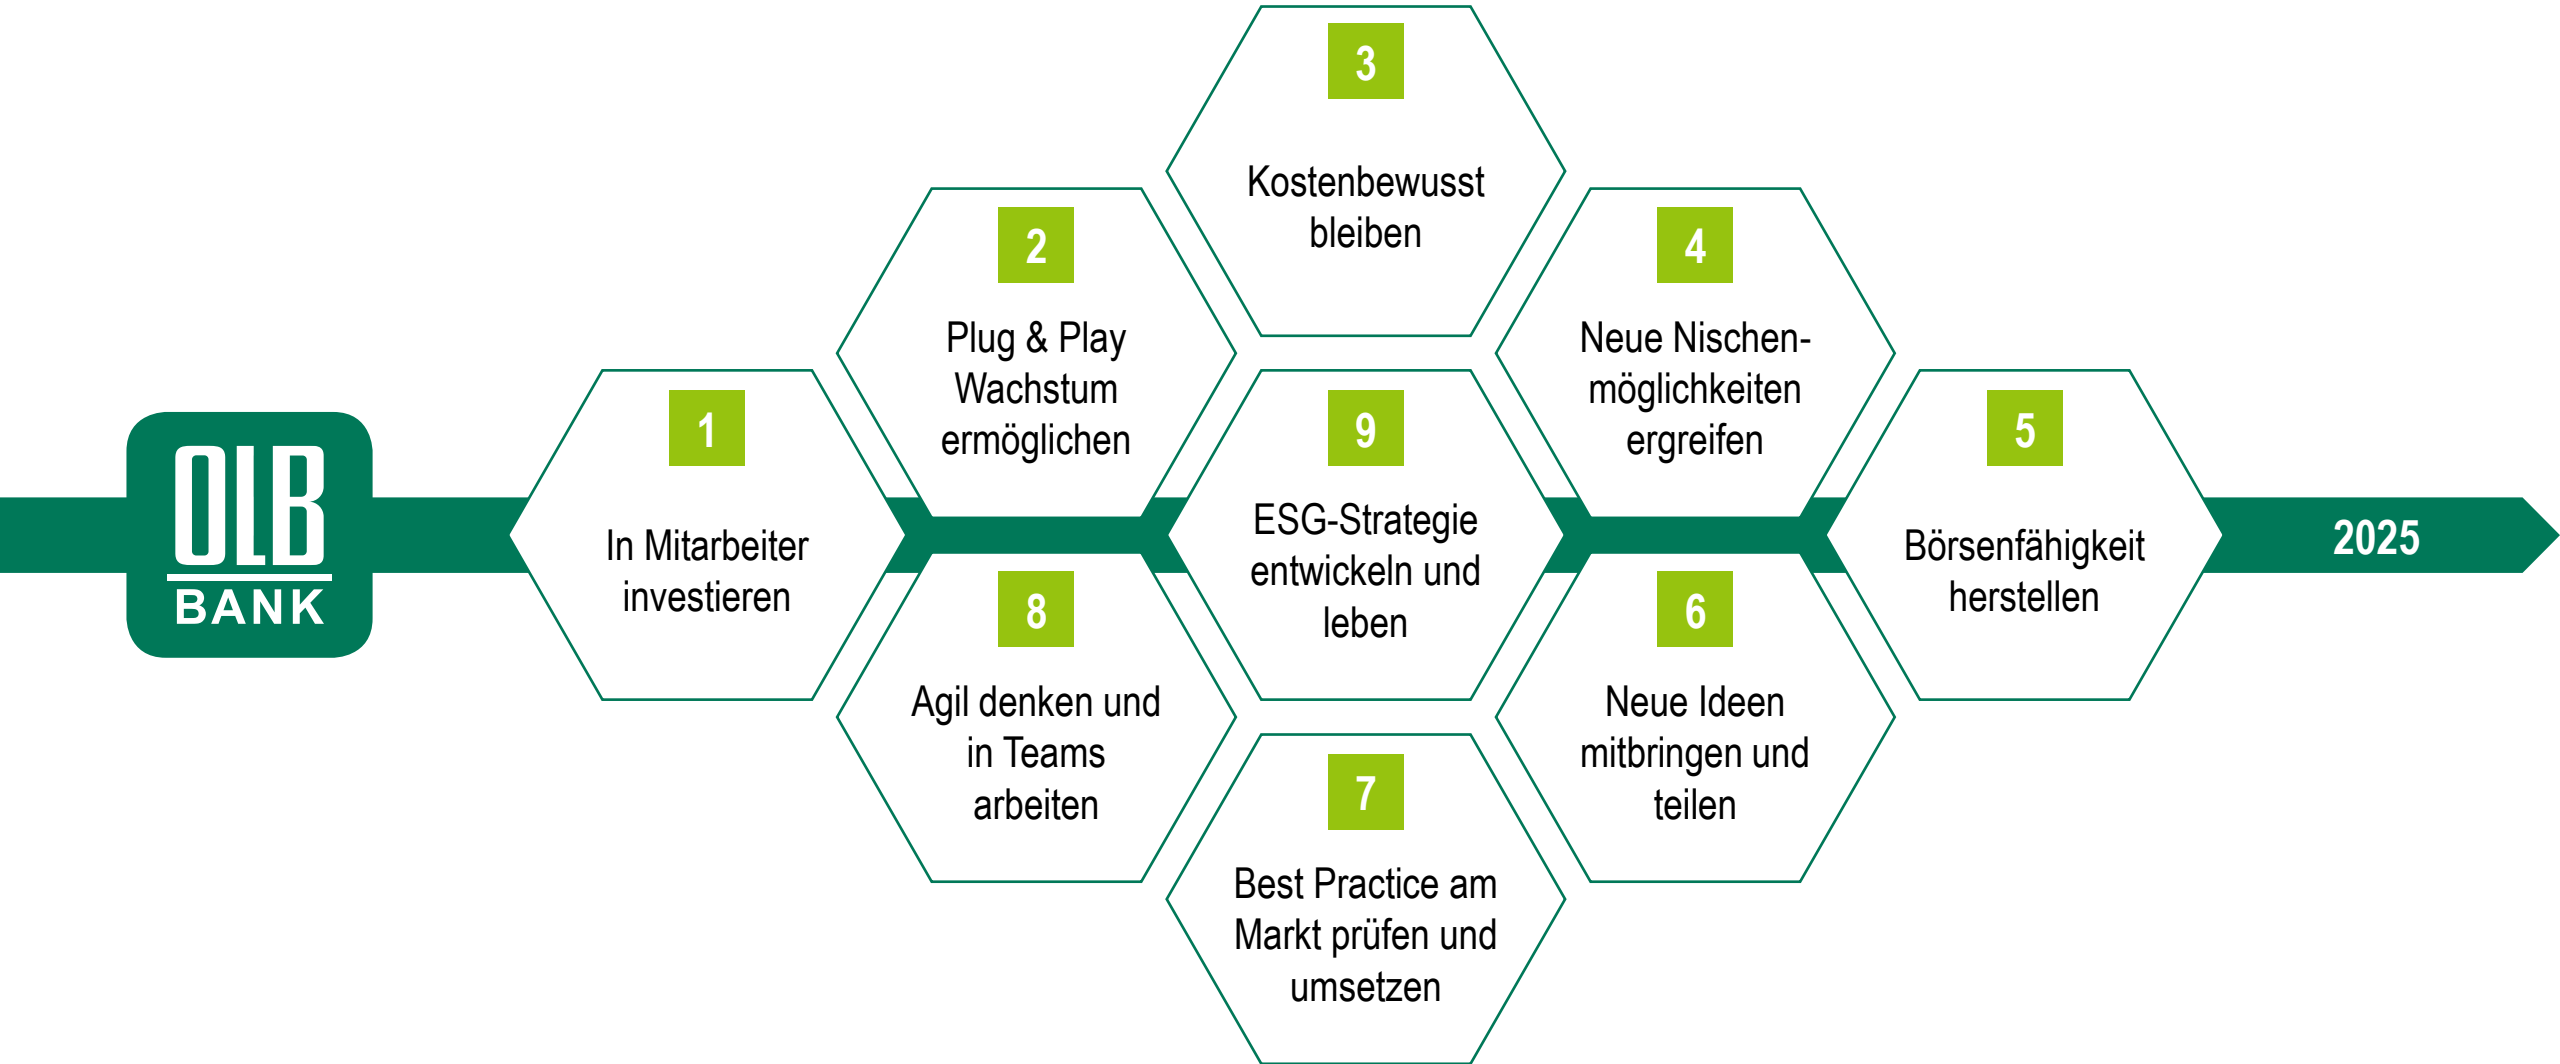 OLB
BANK
1
In Mitarbeiter
investieren
2
Plug & Play
Wachstum
ermöglichen
3
Kostenbewusst
bleiben
4
Neue Nischen-
möglichkeiten
ergreifen
5
Börsenfähigkeit
herstellen
6
Neue Ideen
mitbringen und
teilen
7
Best Practice am
Markt prüfen und
umsetzen
8
Agil denken und
in Teams
arbeiten
9
ESG-Strategie
entwickeln und
leben
2025